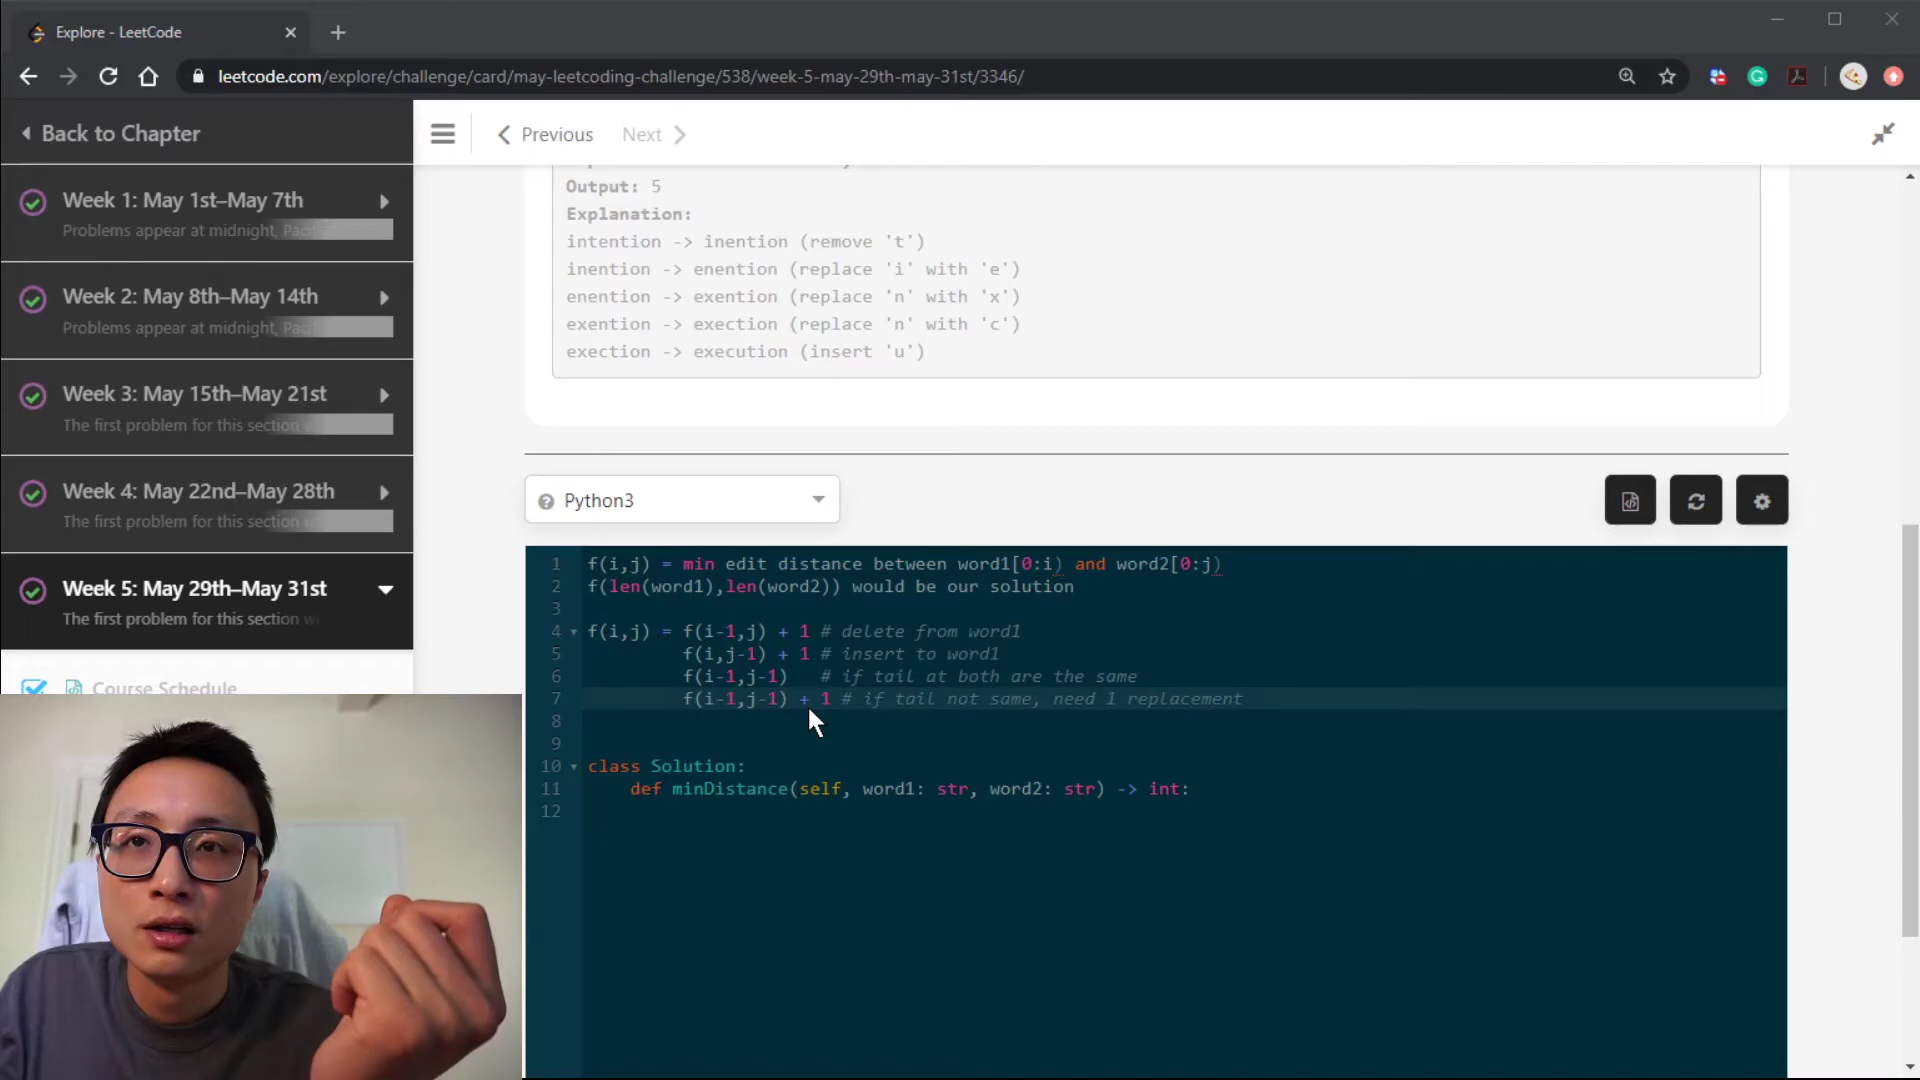 Explore - LeetCode
leetcode.com/explore/challenge/card/may-leetcoding-challenge/538/week-5-may-29th-may-31st/3346/
Back to Chapter
Previous
Next
Week 1: May 1st–May 7th
Problems appear at midnight, Paci
Week 2: May 8th–May 14th
Problems appear at midnight, Paci
Week 3: May 15th–May 21st
The first problem for this section w
Week 4: May 22nd–May 28th
The first problem for this section w
Week 5: May 29th–May 31st
The first problem for this section w
Course Schedule
Output: 5
Explanation:
intention -> inention (remove 't')
inention -> enention (replace 'i' with 'e')
enention -> exention (replace 'n' with 'x')
exention -> exection (replace 'n' with 'c')
exection -> execution (insert 'u')
Python3
1 f(i,j) = min edit distance between word1[0:i) and word2[0:j)
2 f(len(word1),len(word2)) would be our solution
3
4 f(i,j) = f(i-1,j) + 1 # delete from word1
5 f(i,j-1) + 1 # insert to word1
6 f(i-1,j-1) # if tail at both are the same
7 f(i-1,j-1) + 1 # if tail not same, need 1 replacement
8
9
10 class Solution:
11 def minDistance(self, word1: str, word2: str) -> int:
12